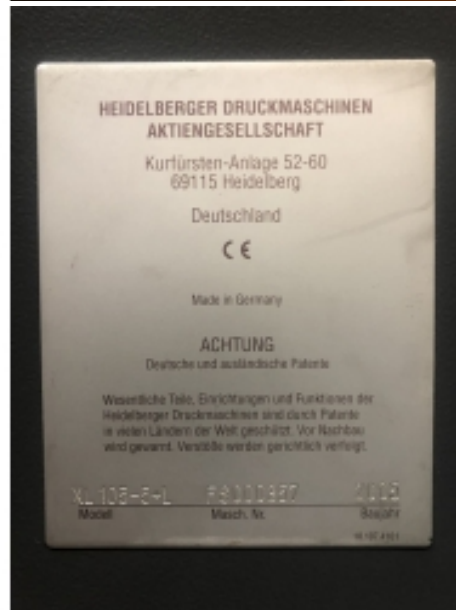 HEIDELBERGER DRUCKMASCHINEN
AKTIENGESELLSCHAFT
Kurfürsten-Anlage 52-60
69115 Heidelberg
Deutschland
CE
Made in Germany
ACHTUNG
Deutsche und ausländische Patente
Wesentliche Teile, Einrichtungen und Funktionen der
Heidelberger Druckmaschinen sind durch Patente
in vielen Ländern der Welt geschützt. Vor Nachbau
wird gewarnt. Verstöße werden gerichtlich verfolgt.
XL 105-5+L
Modell Masch. Nr. Baujahr